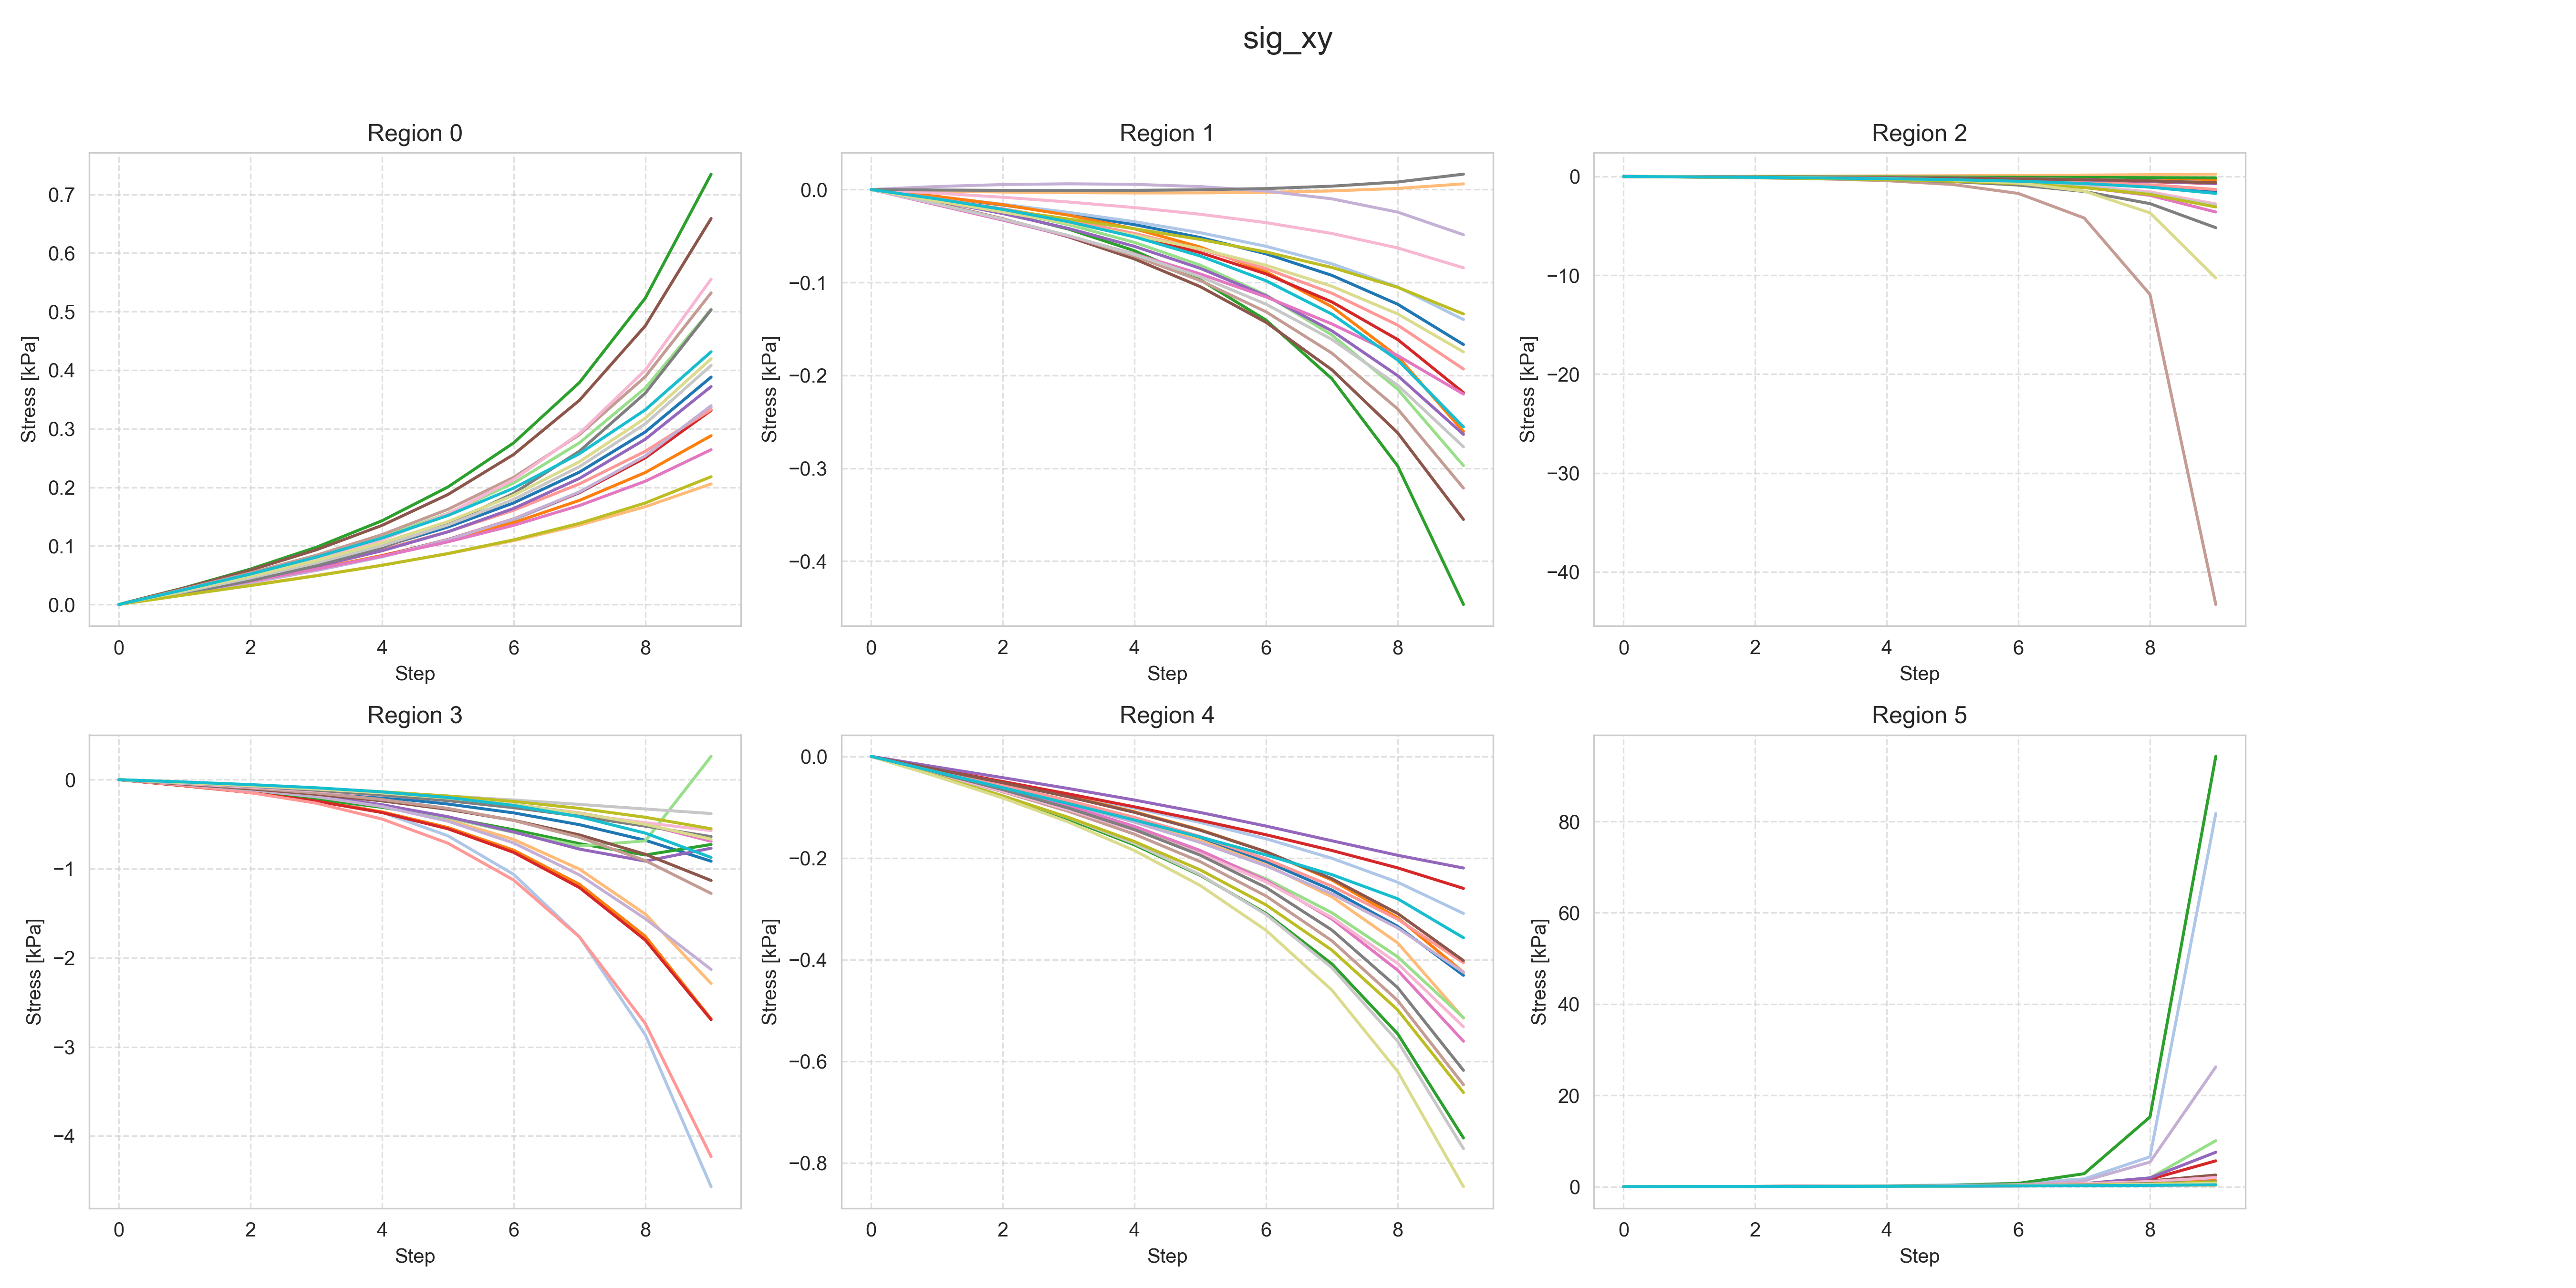 sig_xy
Region 0
Region 1
Region 2
0.7
0.6
0.5
0.4
0.3
0.2
0.1
0.0
Stress [kPa]
0 2 4 6 8
Step
0.0
−0.1
−0.2
−0.3
−0.4
Stress [kPa]
0 2 4 6 8
Step
0
−10
−20
−30
−40
Stress [kPa]
0 2 4 6 8
Step
Region 3
Region 4
Region 5
0
−1
−2
−3
−4
Stress [kPa]
0 2 4 6 8
Step
0.0
−0.2
−0.4
−0.6
−0.8
Stress [kPa]
0 2 4 6 8
Step
80
60
40
20
0
Stress [kPa]
0 2 4 6 8
Step